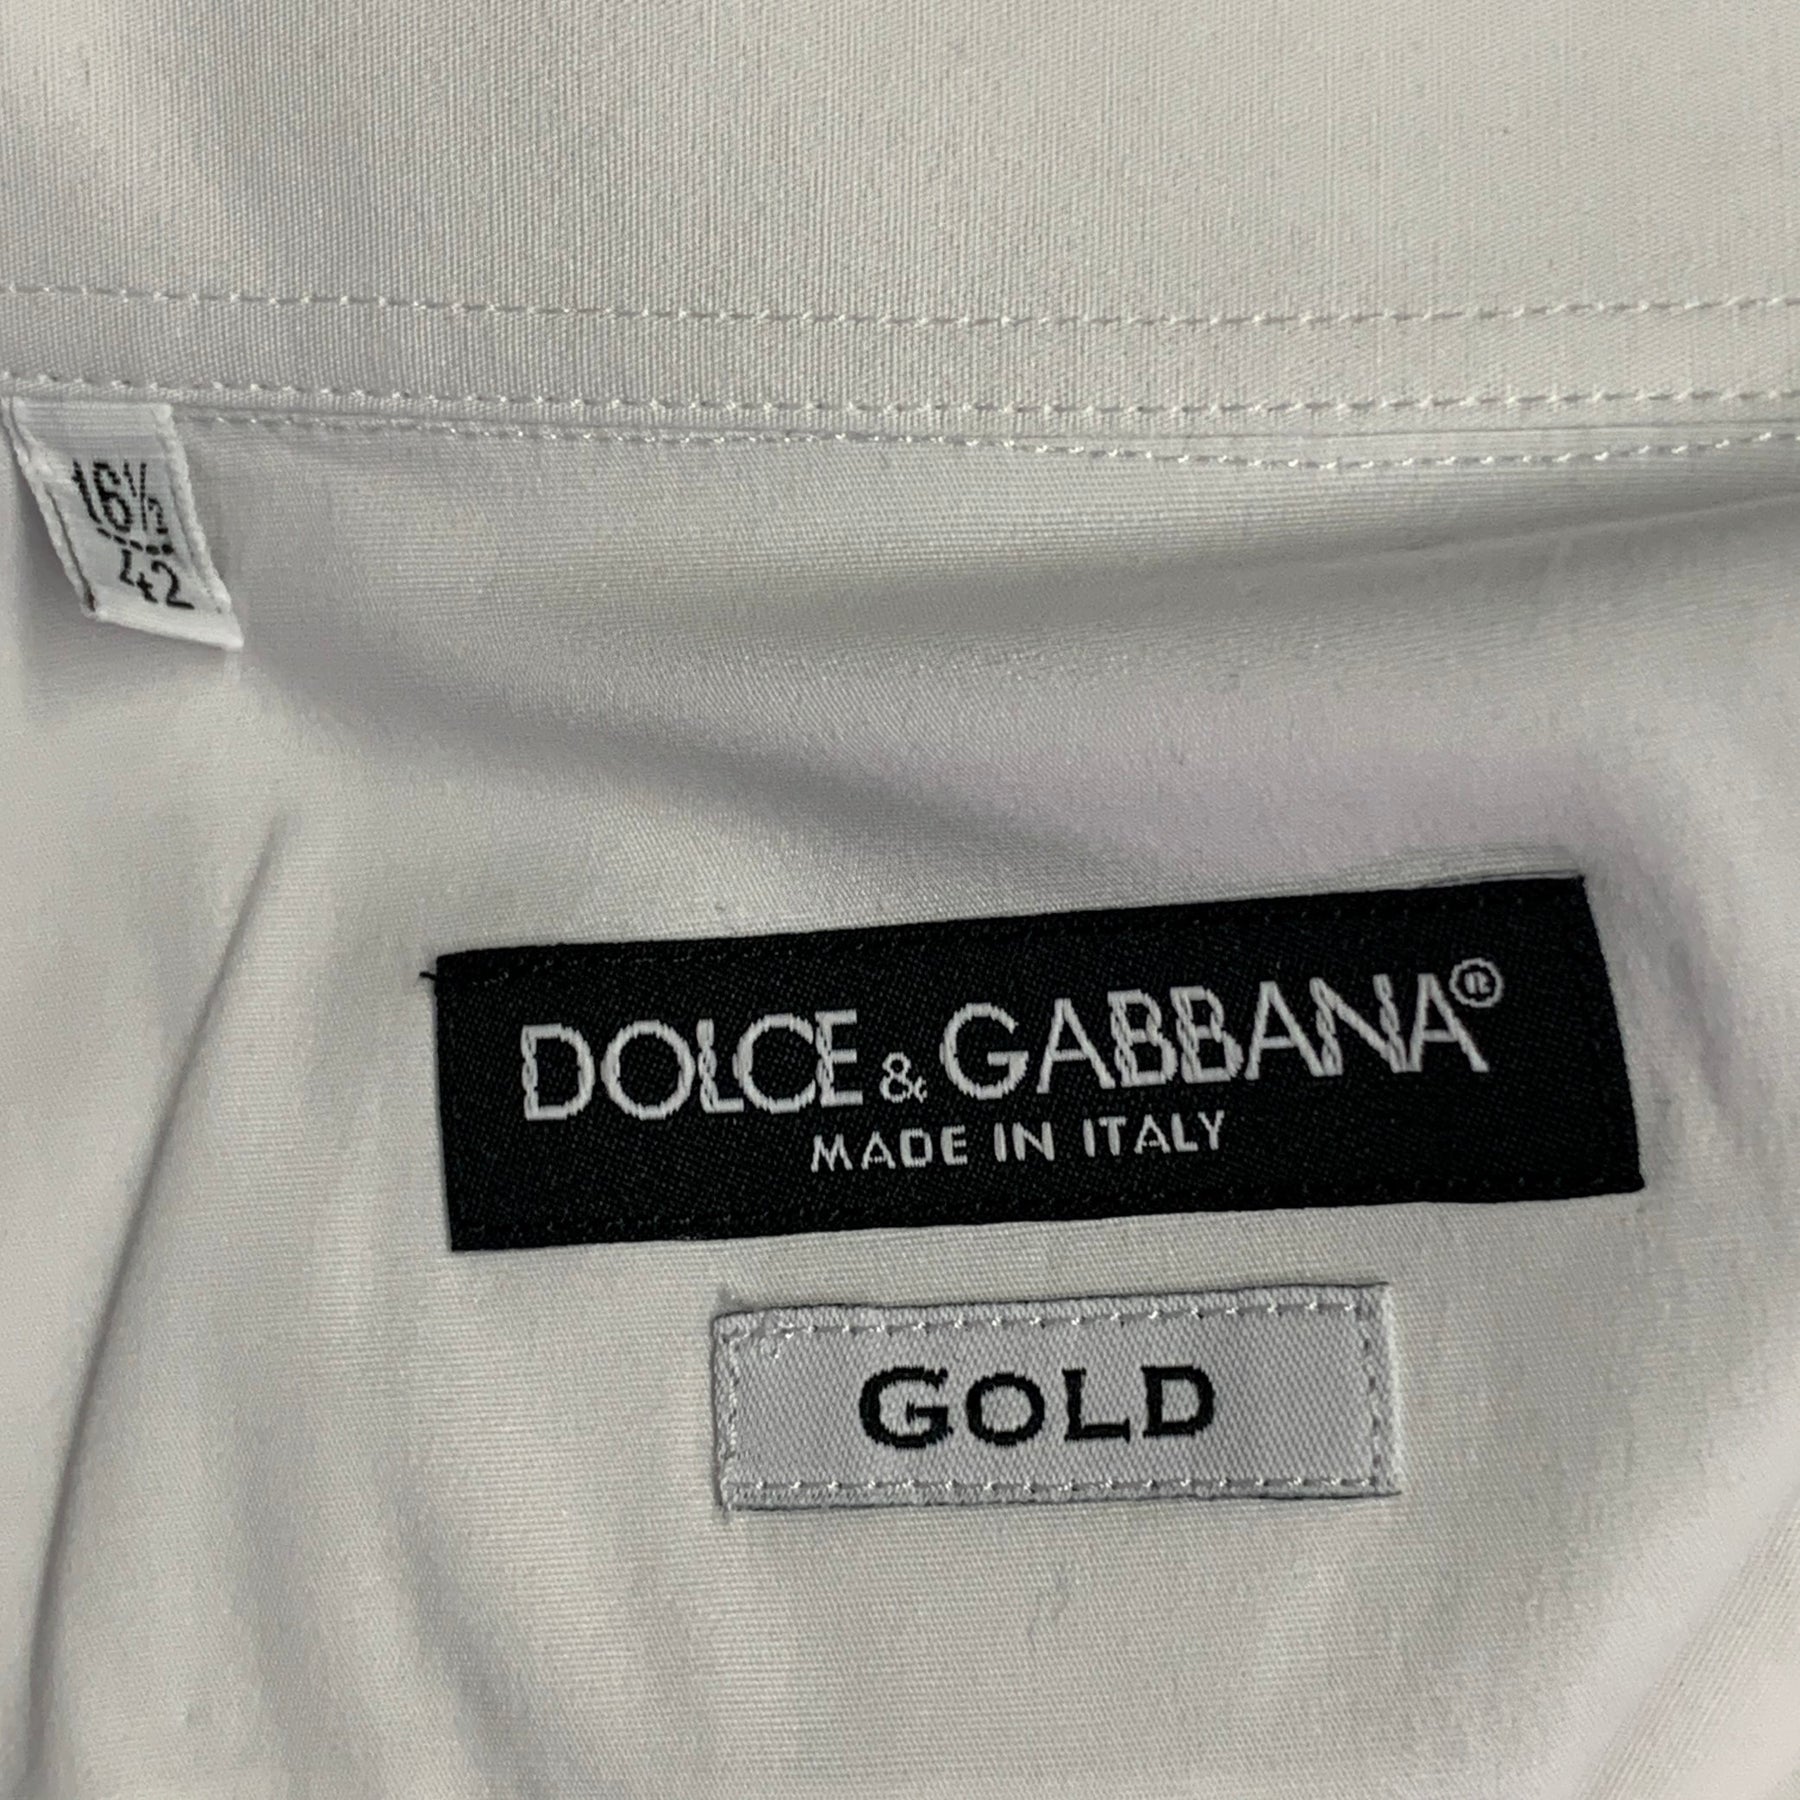 16½
42
DOLCE & GABBANA®
MADE IN ITALY
GOLD